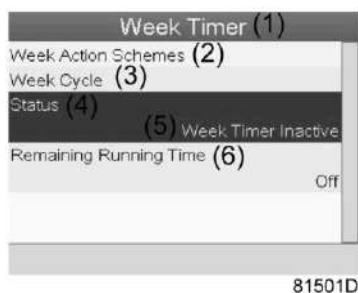 Week Timer (1)
Week Action Schemes (2)
Week Cycle (3)
Status (4)
(5) Week Timer Inactive
Remaining Running Time (6)
Off
81501D